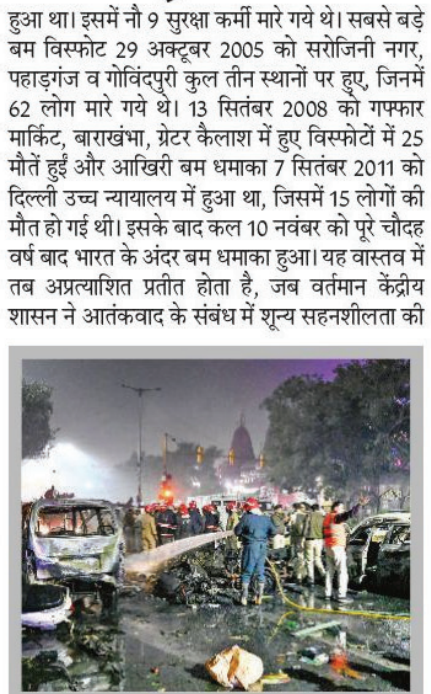 हुआ था। इसमें नौ 9 सुरक्षा कर्मी मारे गये थे। सबसे बड़े
बम विस्फोट 29 अक्टूबर 2005 को सरोजिनी नगर,
पहाड़गंज व गोविंदपुरी कुल तीन स्थानों पर हुए, जिनमें
62 लोग मारे गये थे। 13 सितंबर 2008 को गफ्फार
मार्किट, बाराखंभा, ग्रेटर कैलाश में हुए विस्फोटों में 25
मौतें हुईं और आखिरी बम धमाका 7 सितंबर 2011 को
दिल्ली उच्च न्यायालय में हुआ था, जिसमें 15 लोगों की
मौत हो गई थी। इसके बाद कल 10 नवंबर को पूरे चौदह
वर्ष बाद भारत के अंदर बम धमाका हुआ। यह वास्तव में
तब अप्रत्याशित प्रतीत होता है, जब वर्तमान केंद्रीय
शासन ने आतंकवाद के संबंध में शून्य सहनशीलता की